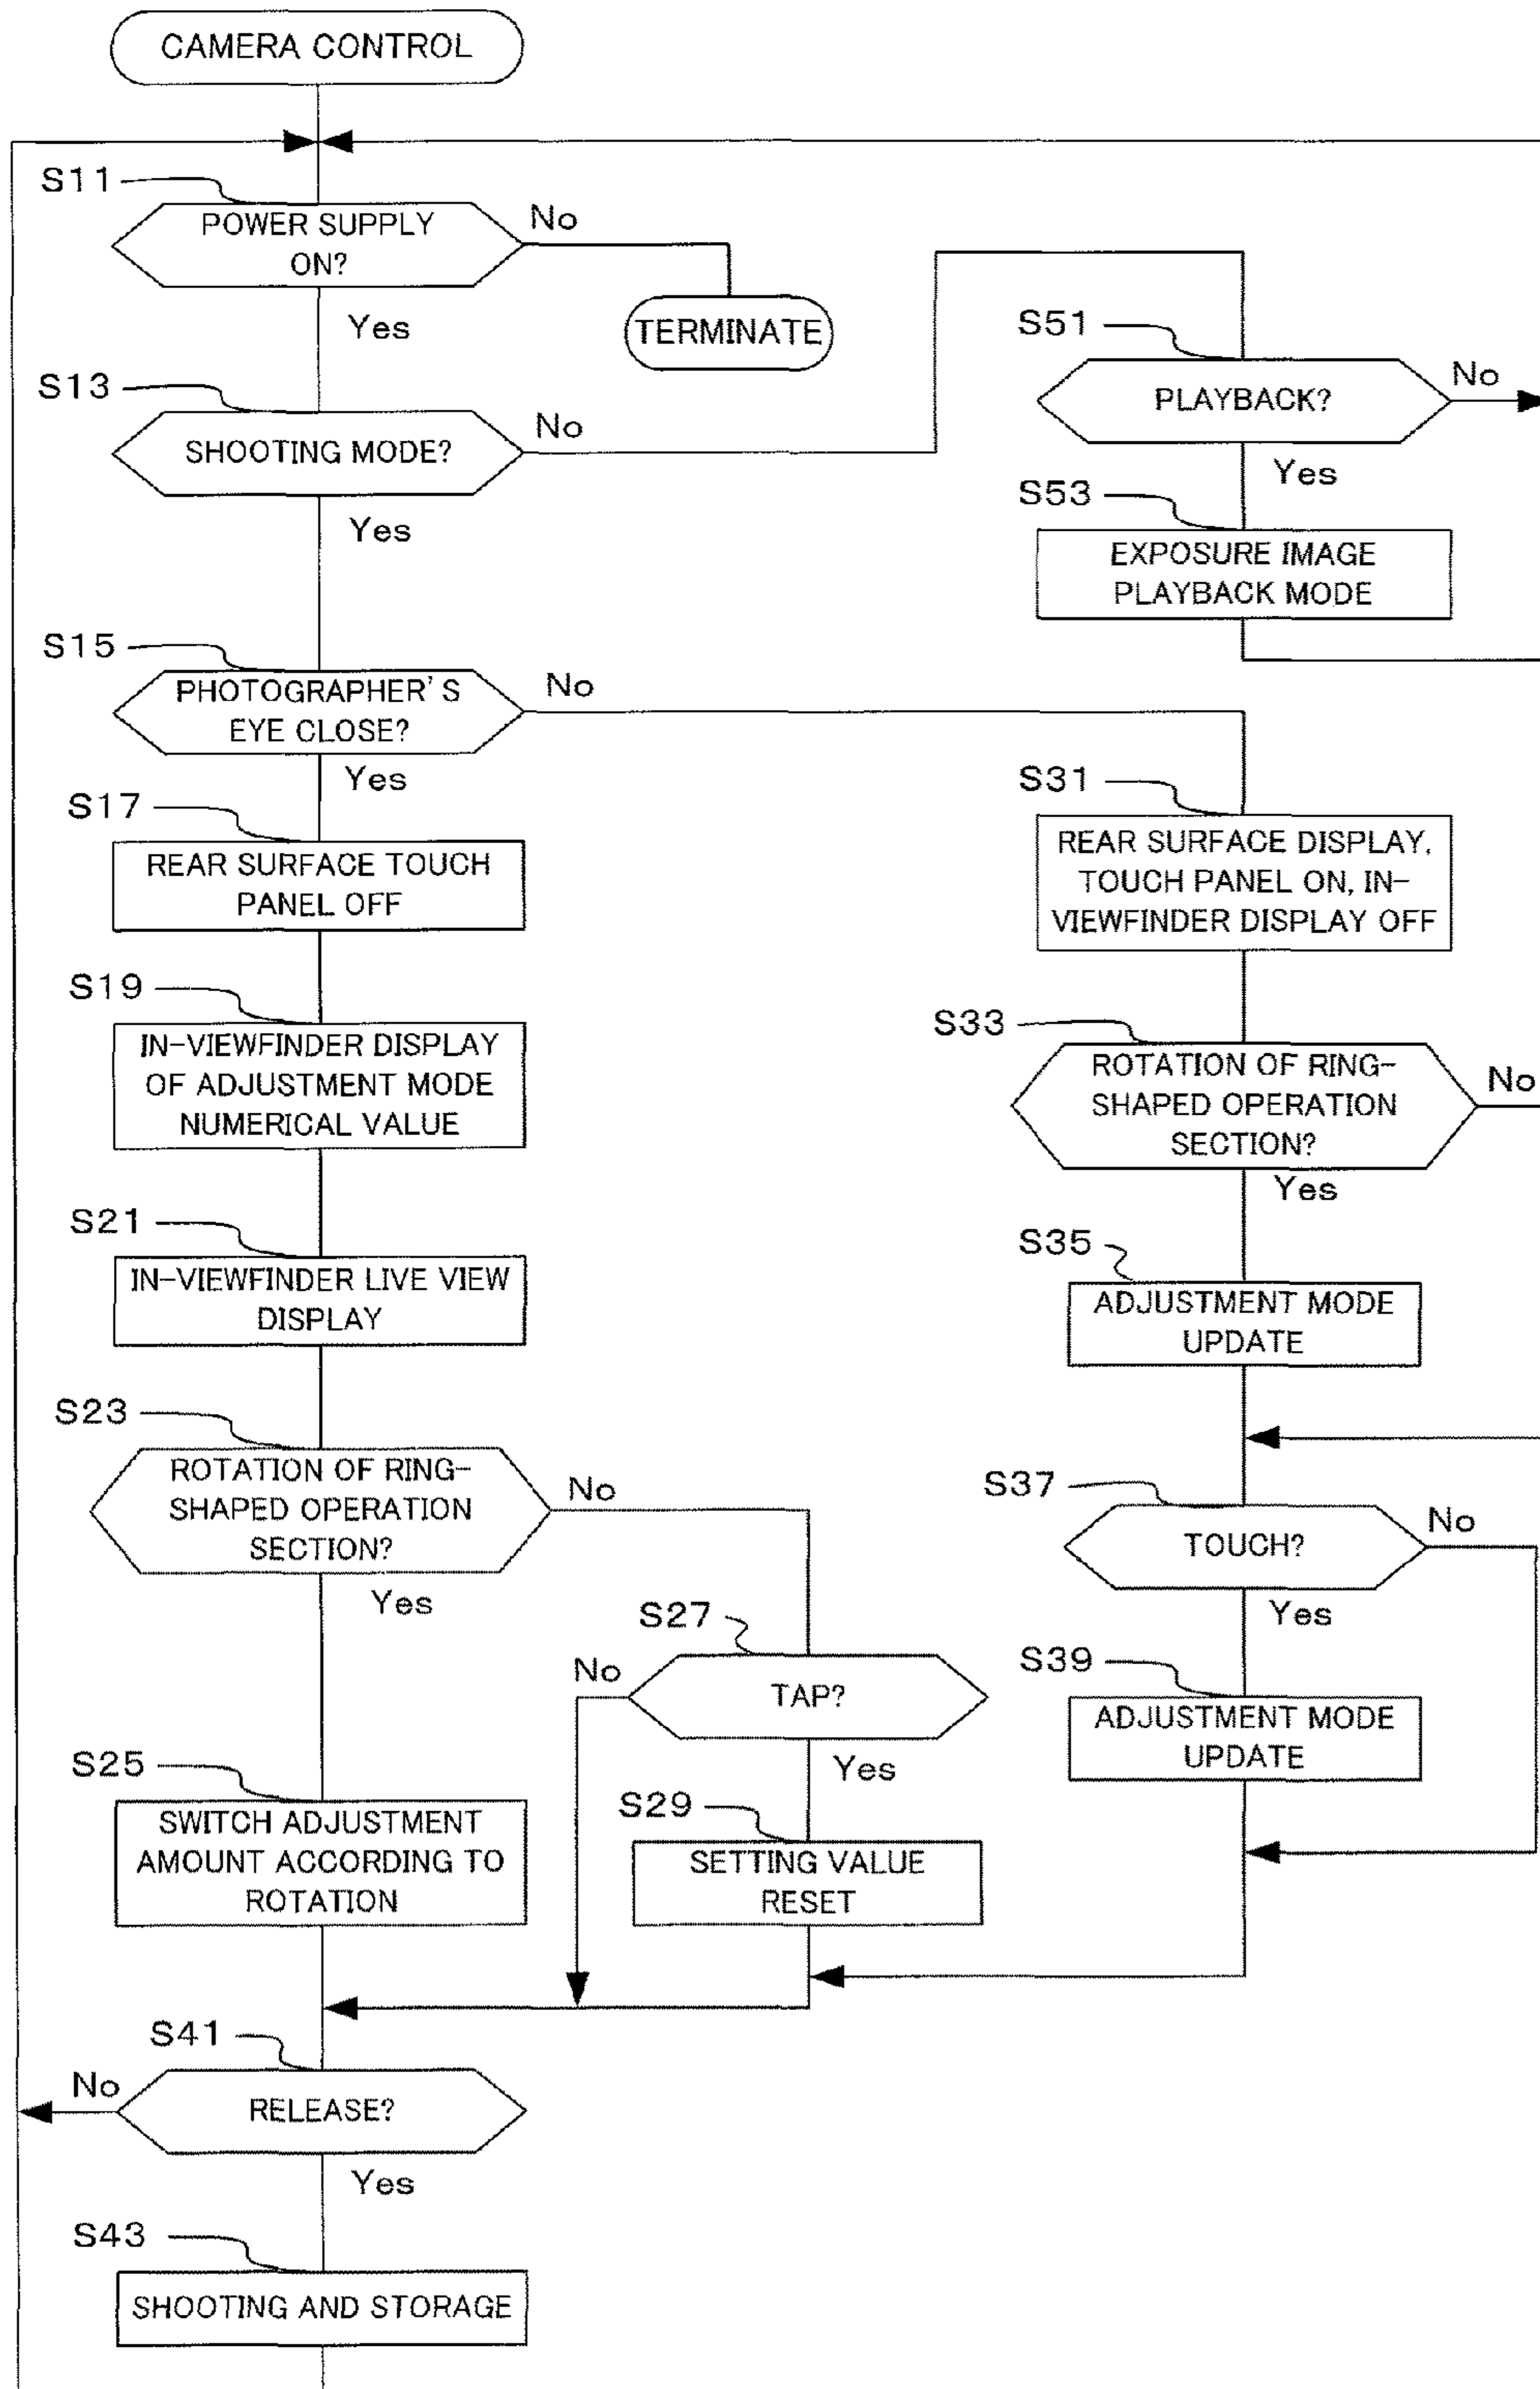 CAMERA CONTROL
S11
POWER SUPPLY
ON?
No
Yes
TERMINATE
S13
SHOOTING MODE?
No
Yes
S51
PLAYBACK?
No
Yes
S53
EXPOSURE IMAGE
PLAYBACK MODE
S15
PHOTOGRAPHER'S
EYE CLOSE?
No
Yes
S17
REAR SURFACE TOUCH
PANEL OFF
S19
IN-VIEWFINDER DISPLAY
OF ADJUSTMENT MODE
NUMERICAL VALUE
S21
IN-VIEWFINDER LIVE VIEW
DISPLAY
S23
ROTATION OF RING-
SHAPED OPERATION
SECTION?
No
Yes
S25
SWITCH ADJUSTMENT
AMOUNT ACCORDING TO
ROTATION
S27
No
TAP?
Yes
S29
SETTING VALUE
RESET
S31
REAR SURFACE DISPLAY,
TOUCH PANEL ON, IN-
VIEWFINDER DISPLAY OFF
S33
ROTATION OF RING-
SHAPED OPERATION
SECTION?
No
Yes
S35
ADJUSTMENT MODE
UPDATE
S37
TOUCH?
No
Yes
S39
ADJUSTMENT MODE
UPDATE
S41
No
RELEASE?
Yes
S43
SHOOTING AND STORAGE